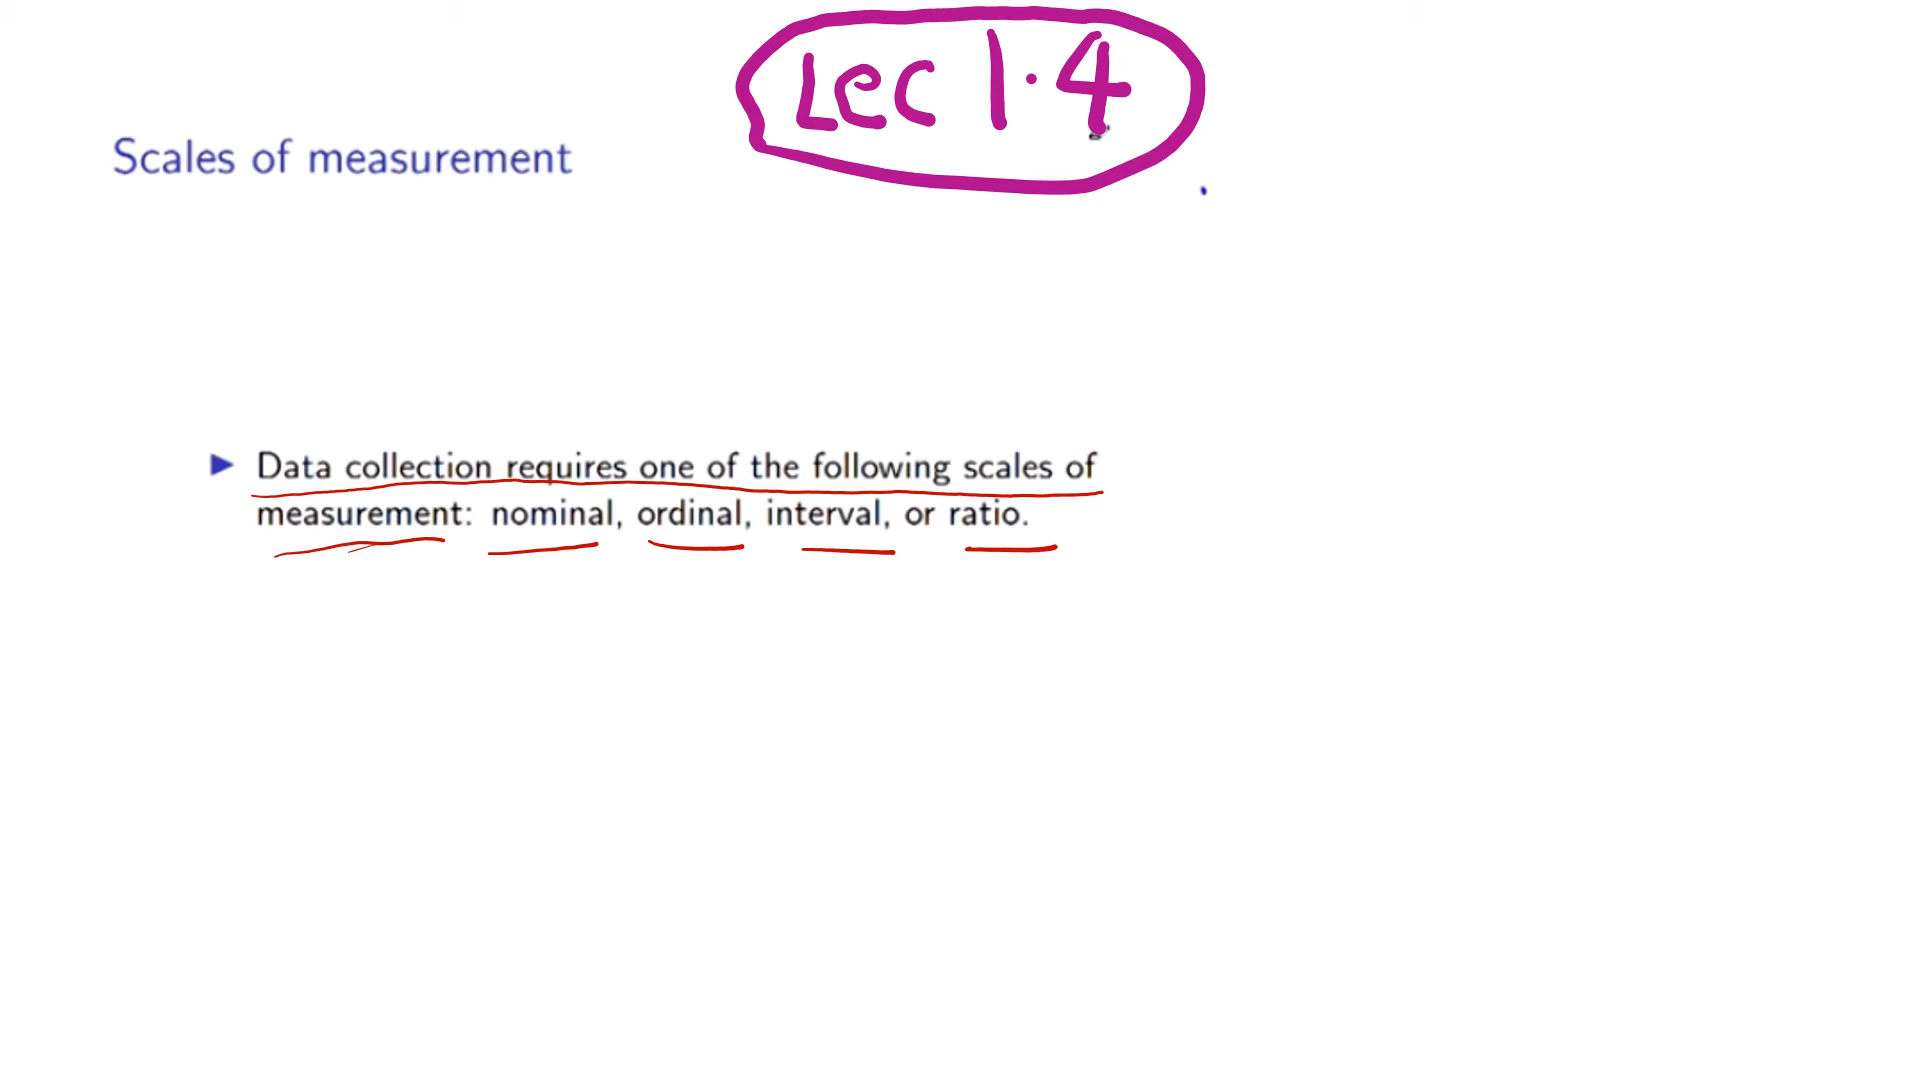 Lec 1.4
Scales of measurement
Data collection requires one of the following scales of
measurement: nominal, ordinal, interval, or ratio.